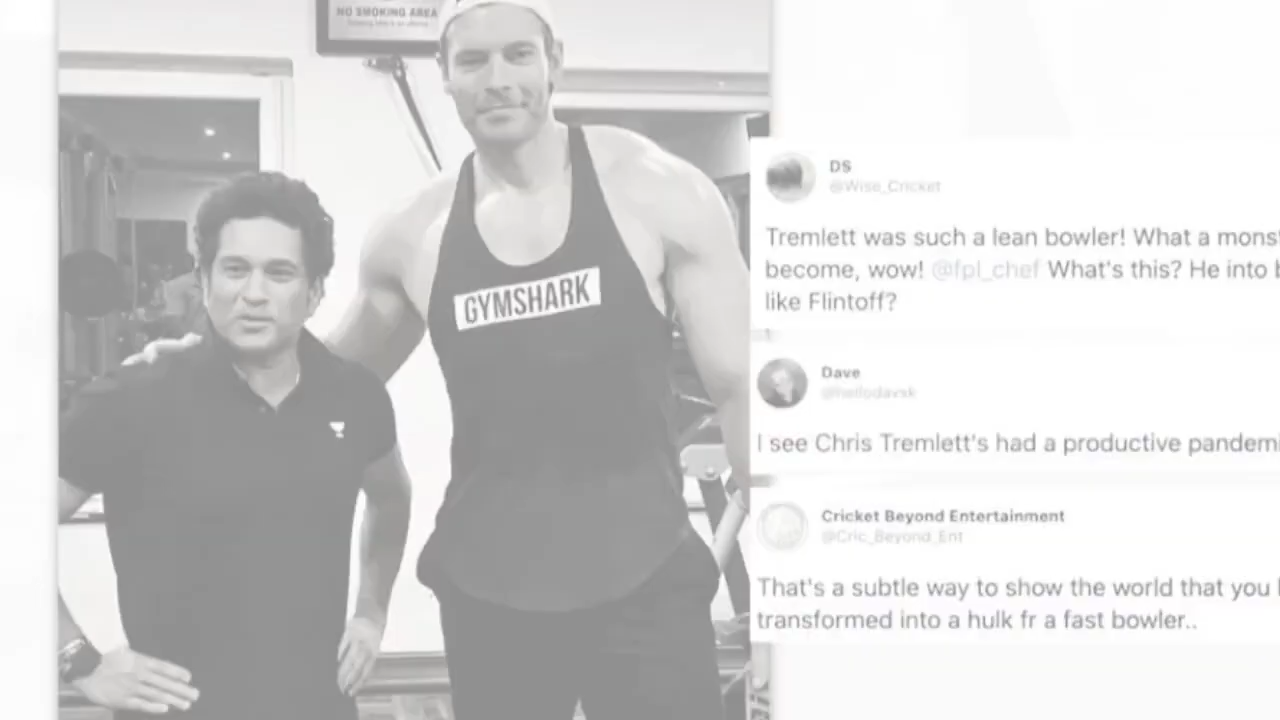 NO SMOKING AREA
GYMSHARK
DS
@Wise_Cricket
Tremlett was such a lean bowler! What a
become, wow! @fpl_chef What's this? He into
like Flintoff?
Dave
@hellodavsk
I see Chris Tremlett's had a productive
Cricket Beyond Entertainment
@Cric_Beyond_Ent
That's a subtle way to show the world that you
transformed into a hulk fr a fast bowler..